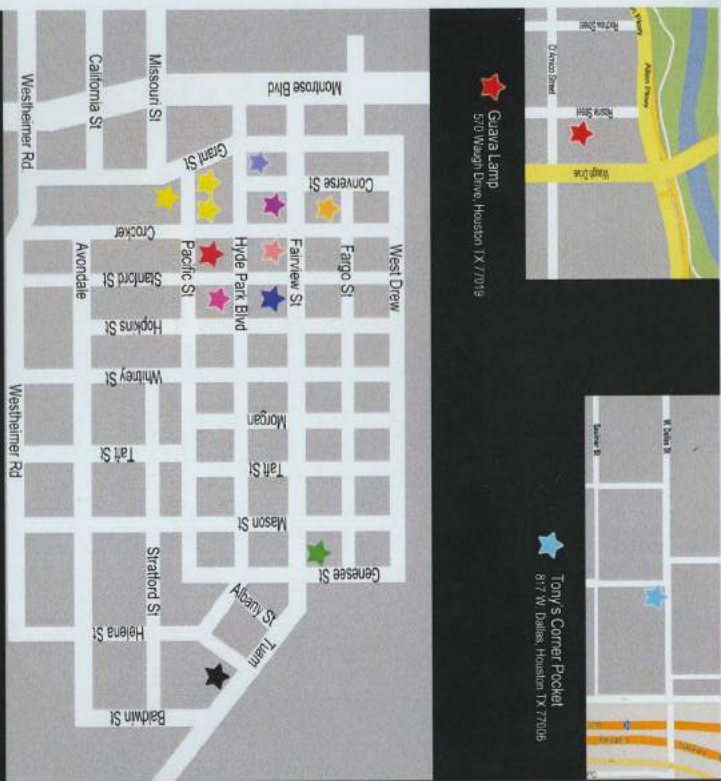 Rochow Street
D'Amico Street
Rosine Street
Allen Pkwy
Waugh Drive
Guava Lamp
570 Waugh Drive, Houston TX 77019
W. Dallas St
Saulnier St
Tony's Corner Pocket
817 W. Dallas, Houston TX 77006
Montrose Blvd
Missouri St
California St
Westheimer Rd.
Grant St
Converse St
Crocker
West Drew
Fargo St
Fairview St
Hyde Park Blvd
Pacific St
Avondale
Stanford St
Hopkins St
Whitney St
Morgan
Taft St
Taft St
Mason St
Westheimer Rd
Genesee St
Albany St
Tuam
Stratford St
Helena St
Baldwin St